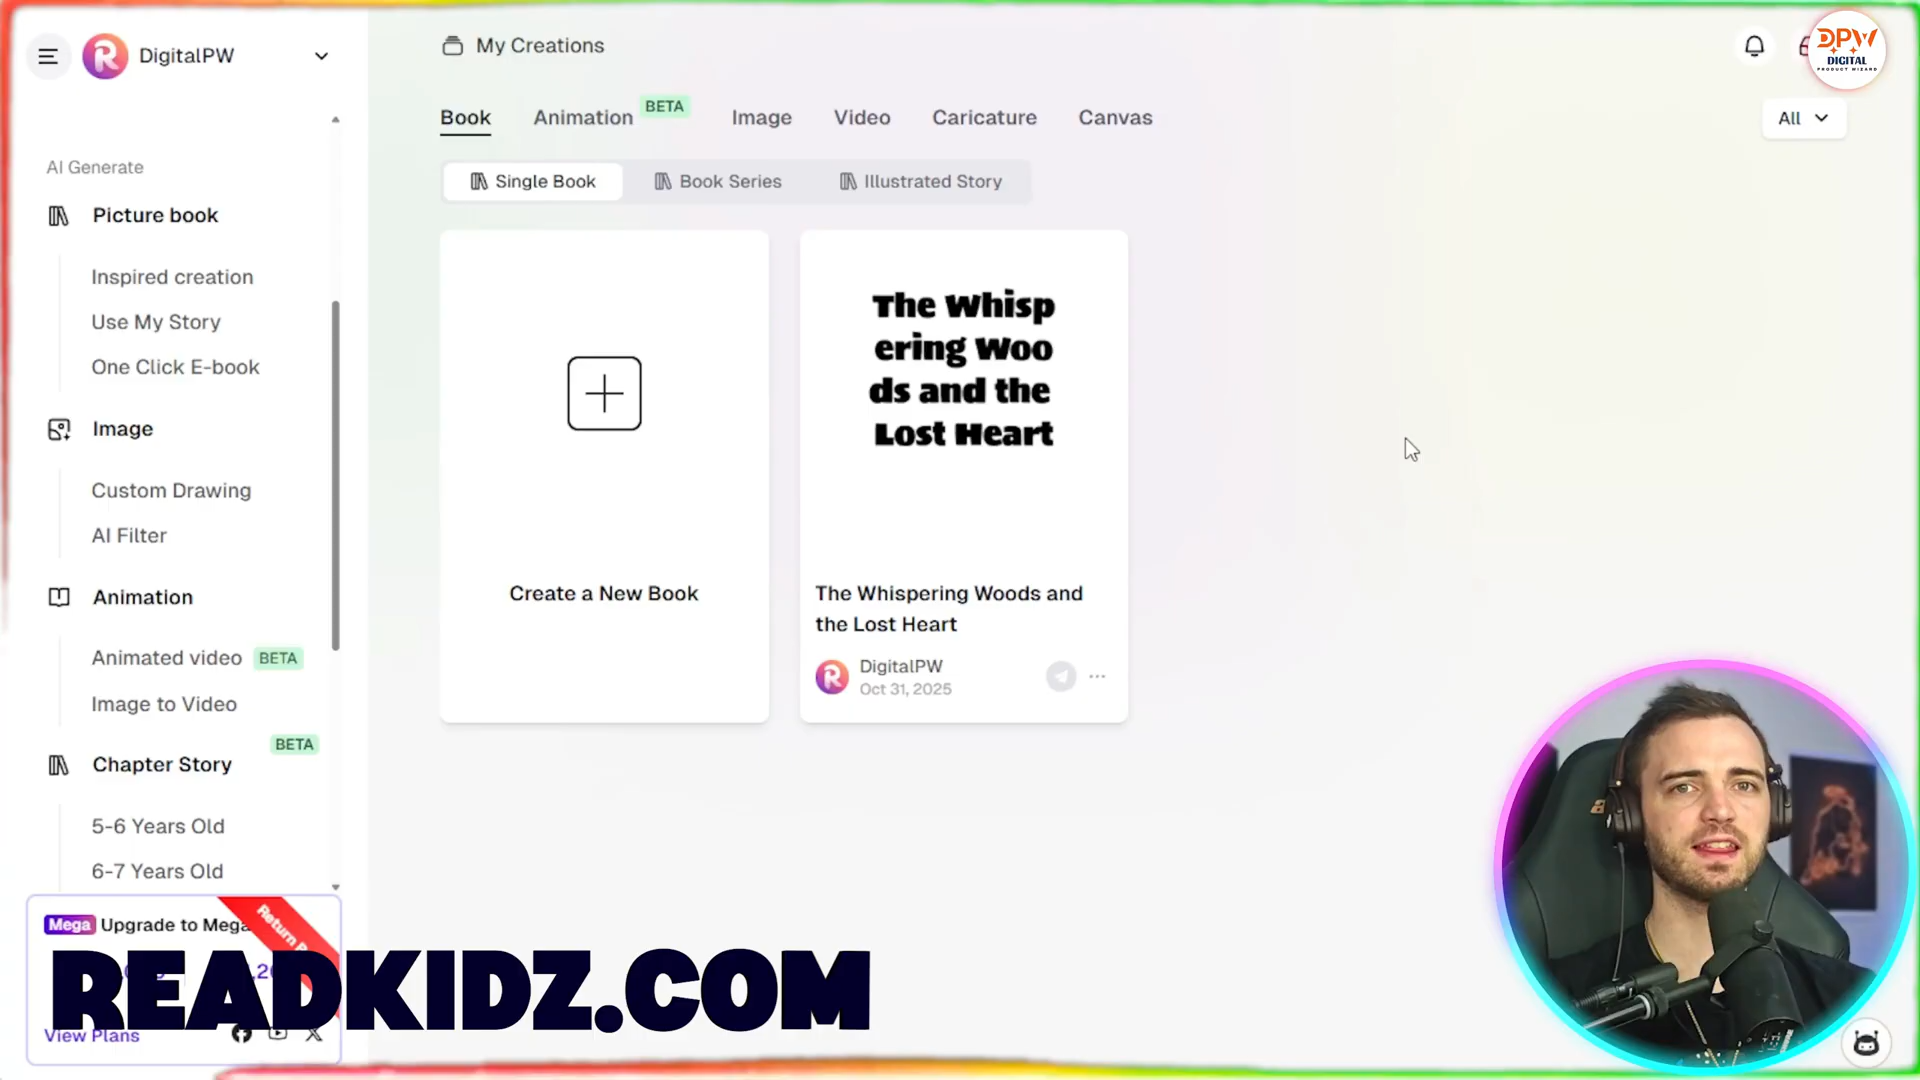 DigitalPW
AI Generate
Picture book
Inspired creation
Use My Story
One Click E-book
Image
Custom Drawing
AI Filter
Animation
Animated video BETA
Image to Video
BETA
Chapter Story
5-6 Years Old
6-7 Years Old
Mega Upgrade to Mega
Return
View Plans
My Creations
Book Animation BETA Image Video Caricature Canvas
All
Single Book Book Series Illustrated Story
Create a New Book
The Whisp
ering Woo
ds and the
Lost Heart
The Whispering Woods and
the Lost Heart
DigitalPW
Oct 31, 2025
DPW
DIGITAL
PRODUCT WIZARD
READKIDZ.COM